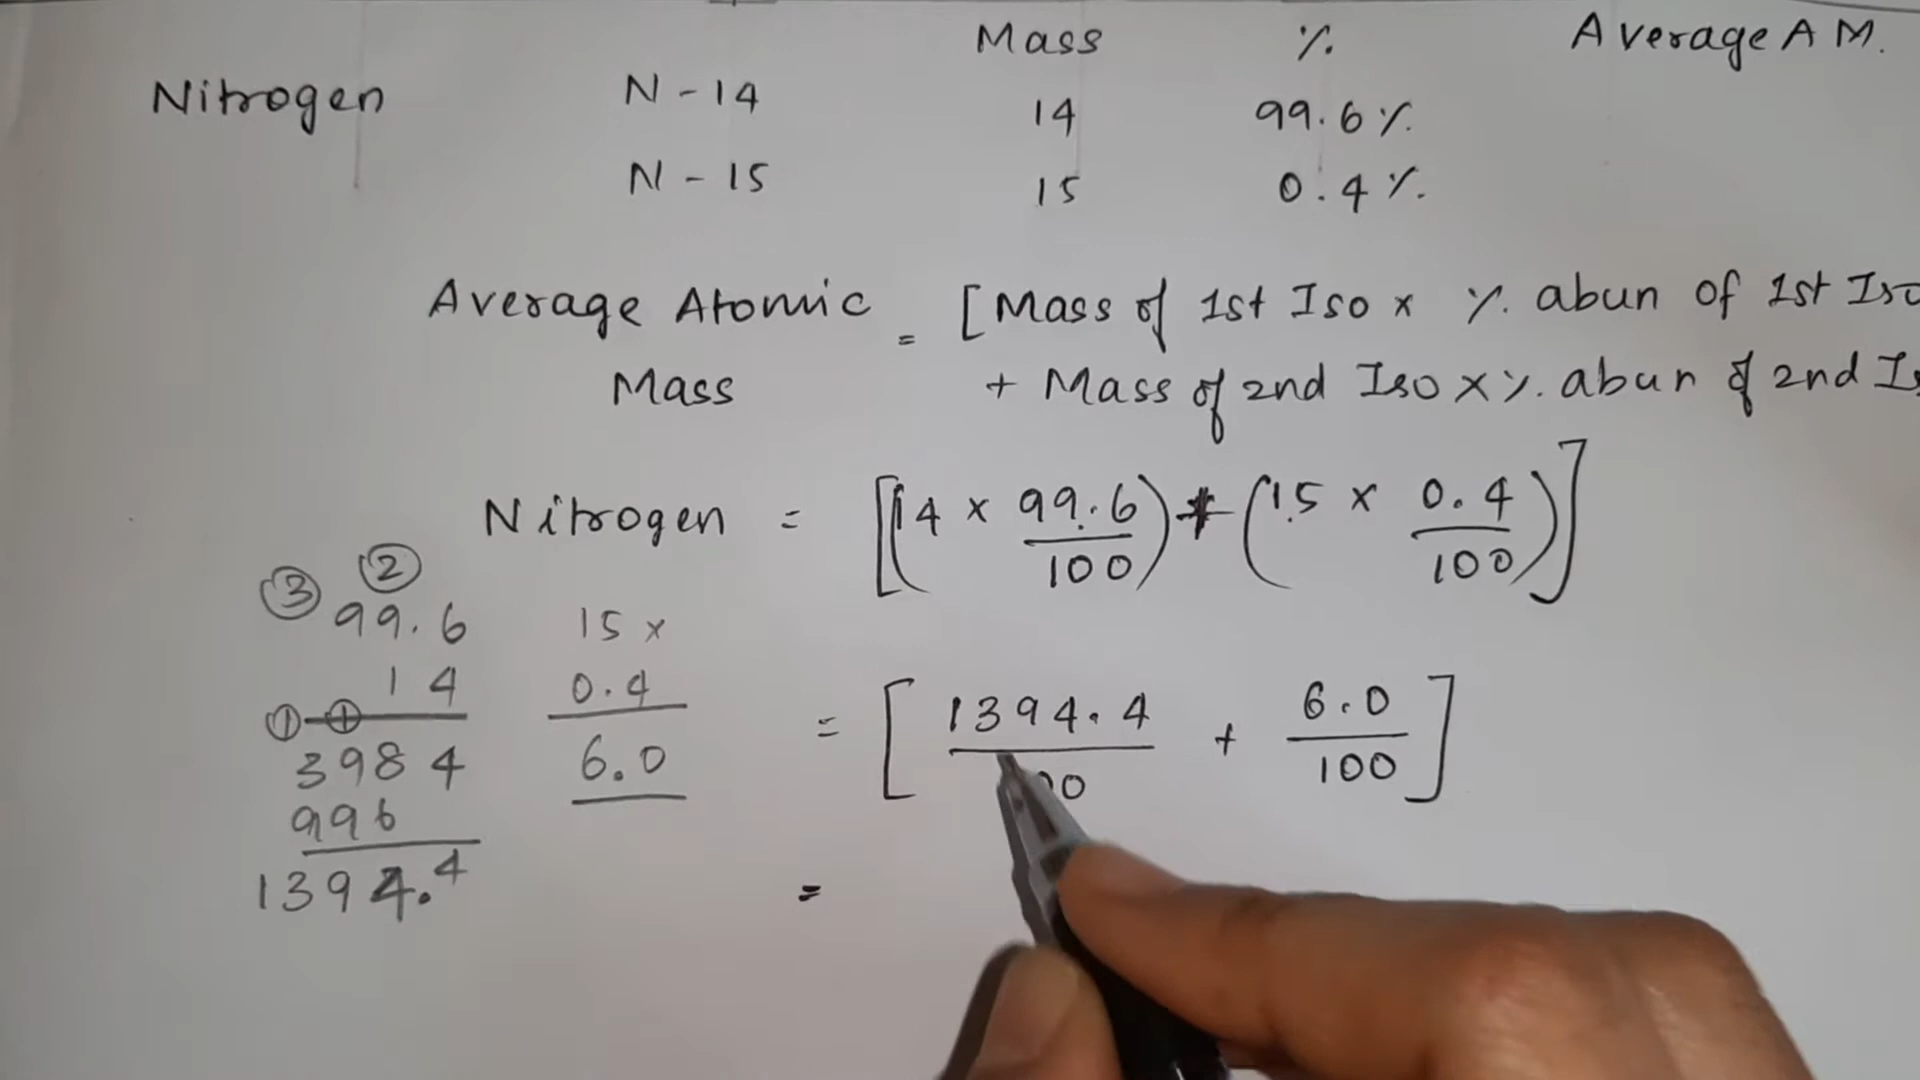 Mass % Average A M.
Nitrogen N - 14 14 99.6 %.
N - 15 15 0.4 %.
Average Atomic = [Mass of 1st Iso x %. abun of 1st Iso
Mass + Mass of 2nd Iso x %. abun of 2nd Is
Nitrogen = [(14 x 99.6/100) + (15 x 0.4/100)]
③ ②
99.6 15 x
14 0.4
① ①
3984 6.0
996
1394.4
= [1394.4/00 + 6.0/100]
=